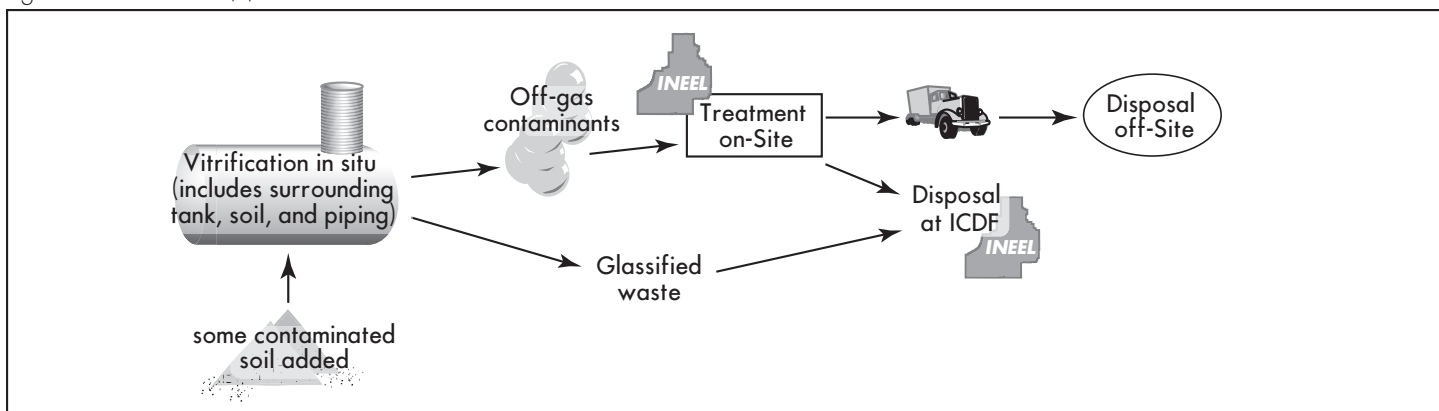 Vitrification in situ
(includes surrounding
tank, soil, and piping)
some contaminated
soil added
Off-gas
contaminants
Glassified
waste
INEEL
Treatment
on-Site
Disposal
at ICDF
INEEL
Disposal
off-Site